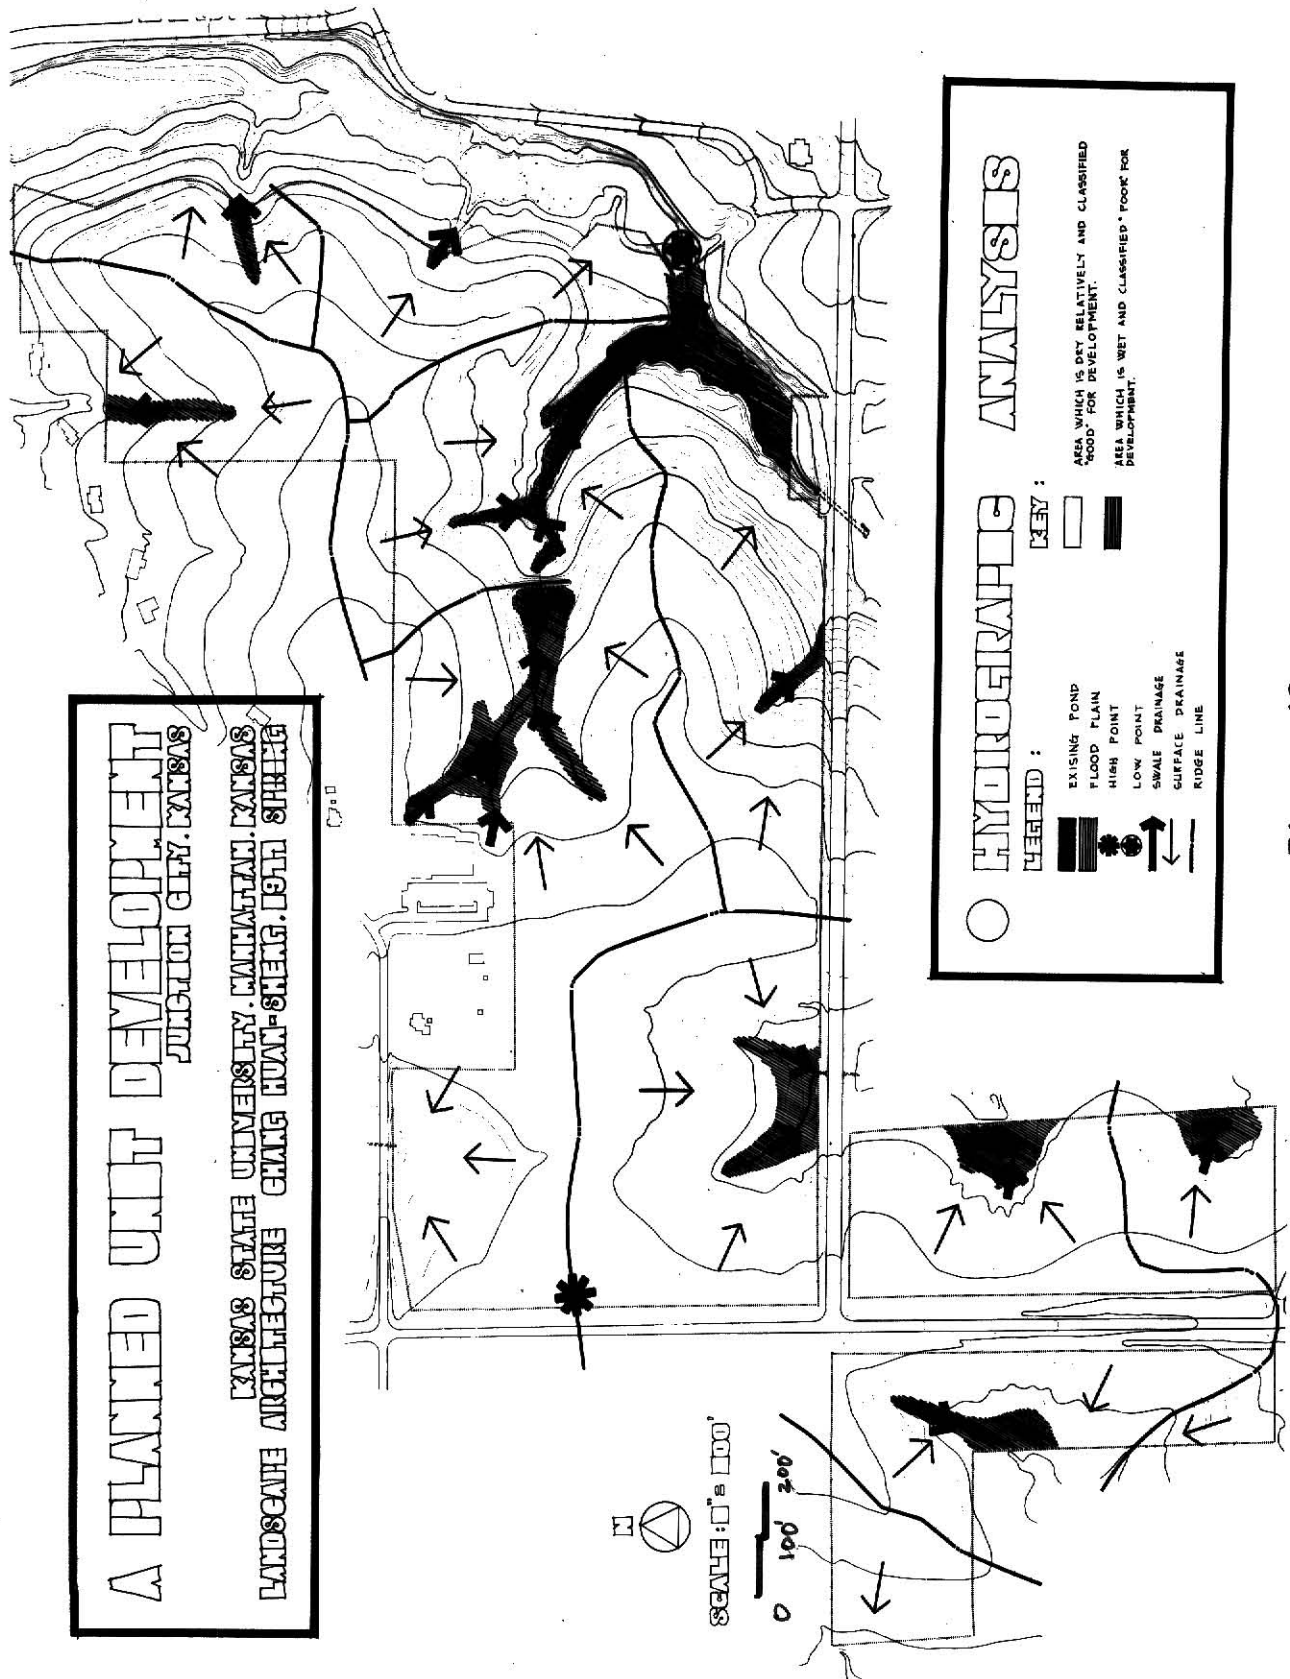 A PLANNED UNIT DEVELOPMENT
JUNCTION CITY, KANSAS
KANSAS STATE UNIVERSITY. MANHATTAN. KANSAS
LANDSCAPE ARCHITECTURE CHANG HUAN-SHENG. 1971 SPRING
N
SCALE: 1"= 100'
0 100' 200'
HYDROGRAPHIC ANALYSIS
LEGEND :
EXISING POND
FLOOD PLAIN
HIGH POINT
LOW POINT
SWALE DRAINAGE
SURFACE DRAINAGE
RIDGE LINE
KEY :
AREA WHICH IS DRY RELATIVELY AND CLASSIFIED
"GOOD" FOR DEVELOPMENT.
AREA WHICH IS WET AND CLASSIFIED "POOR" FOR
DEVELOPMENT.